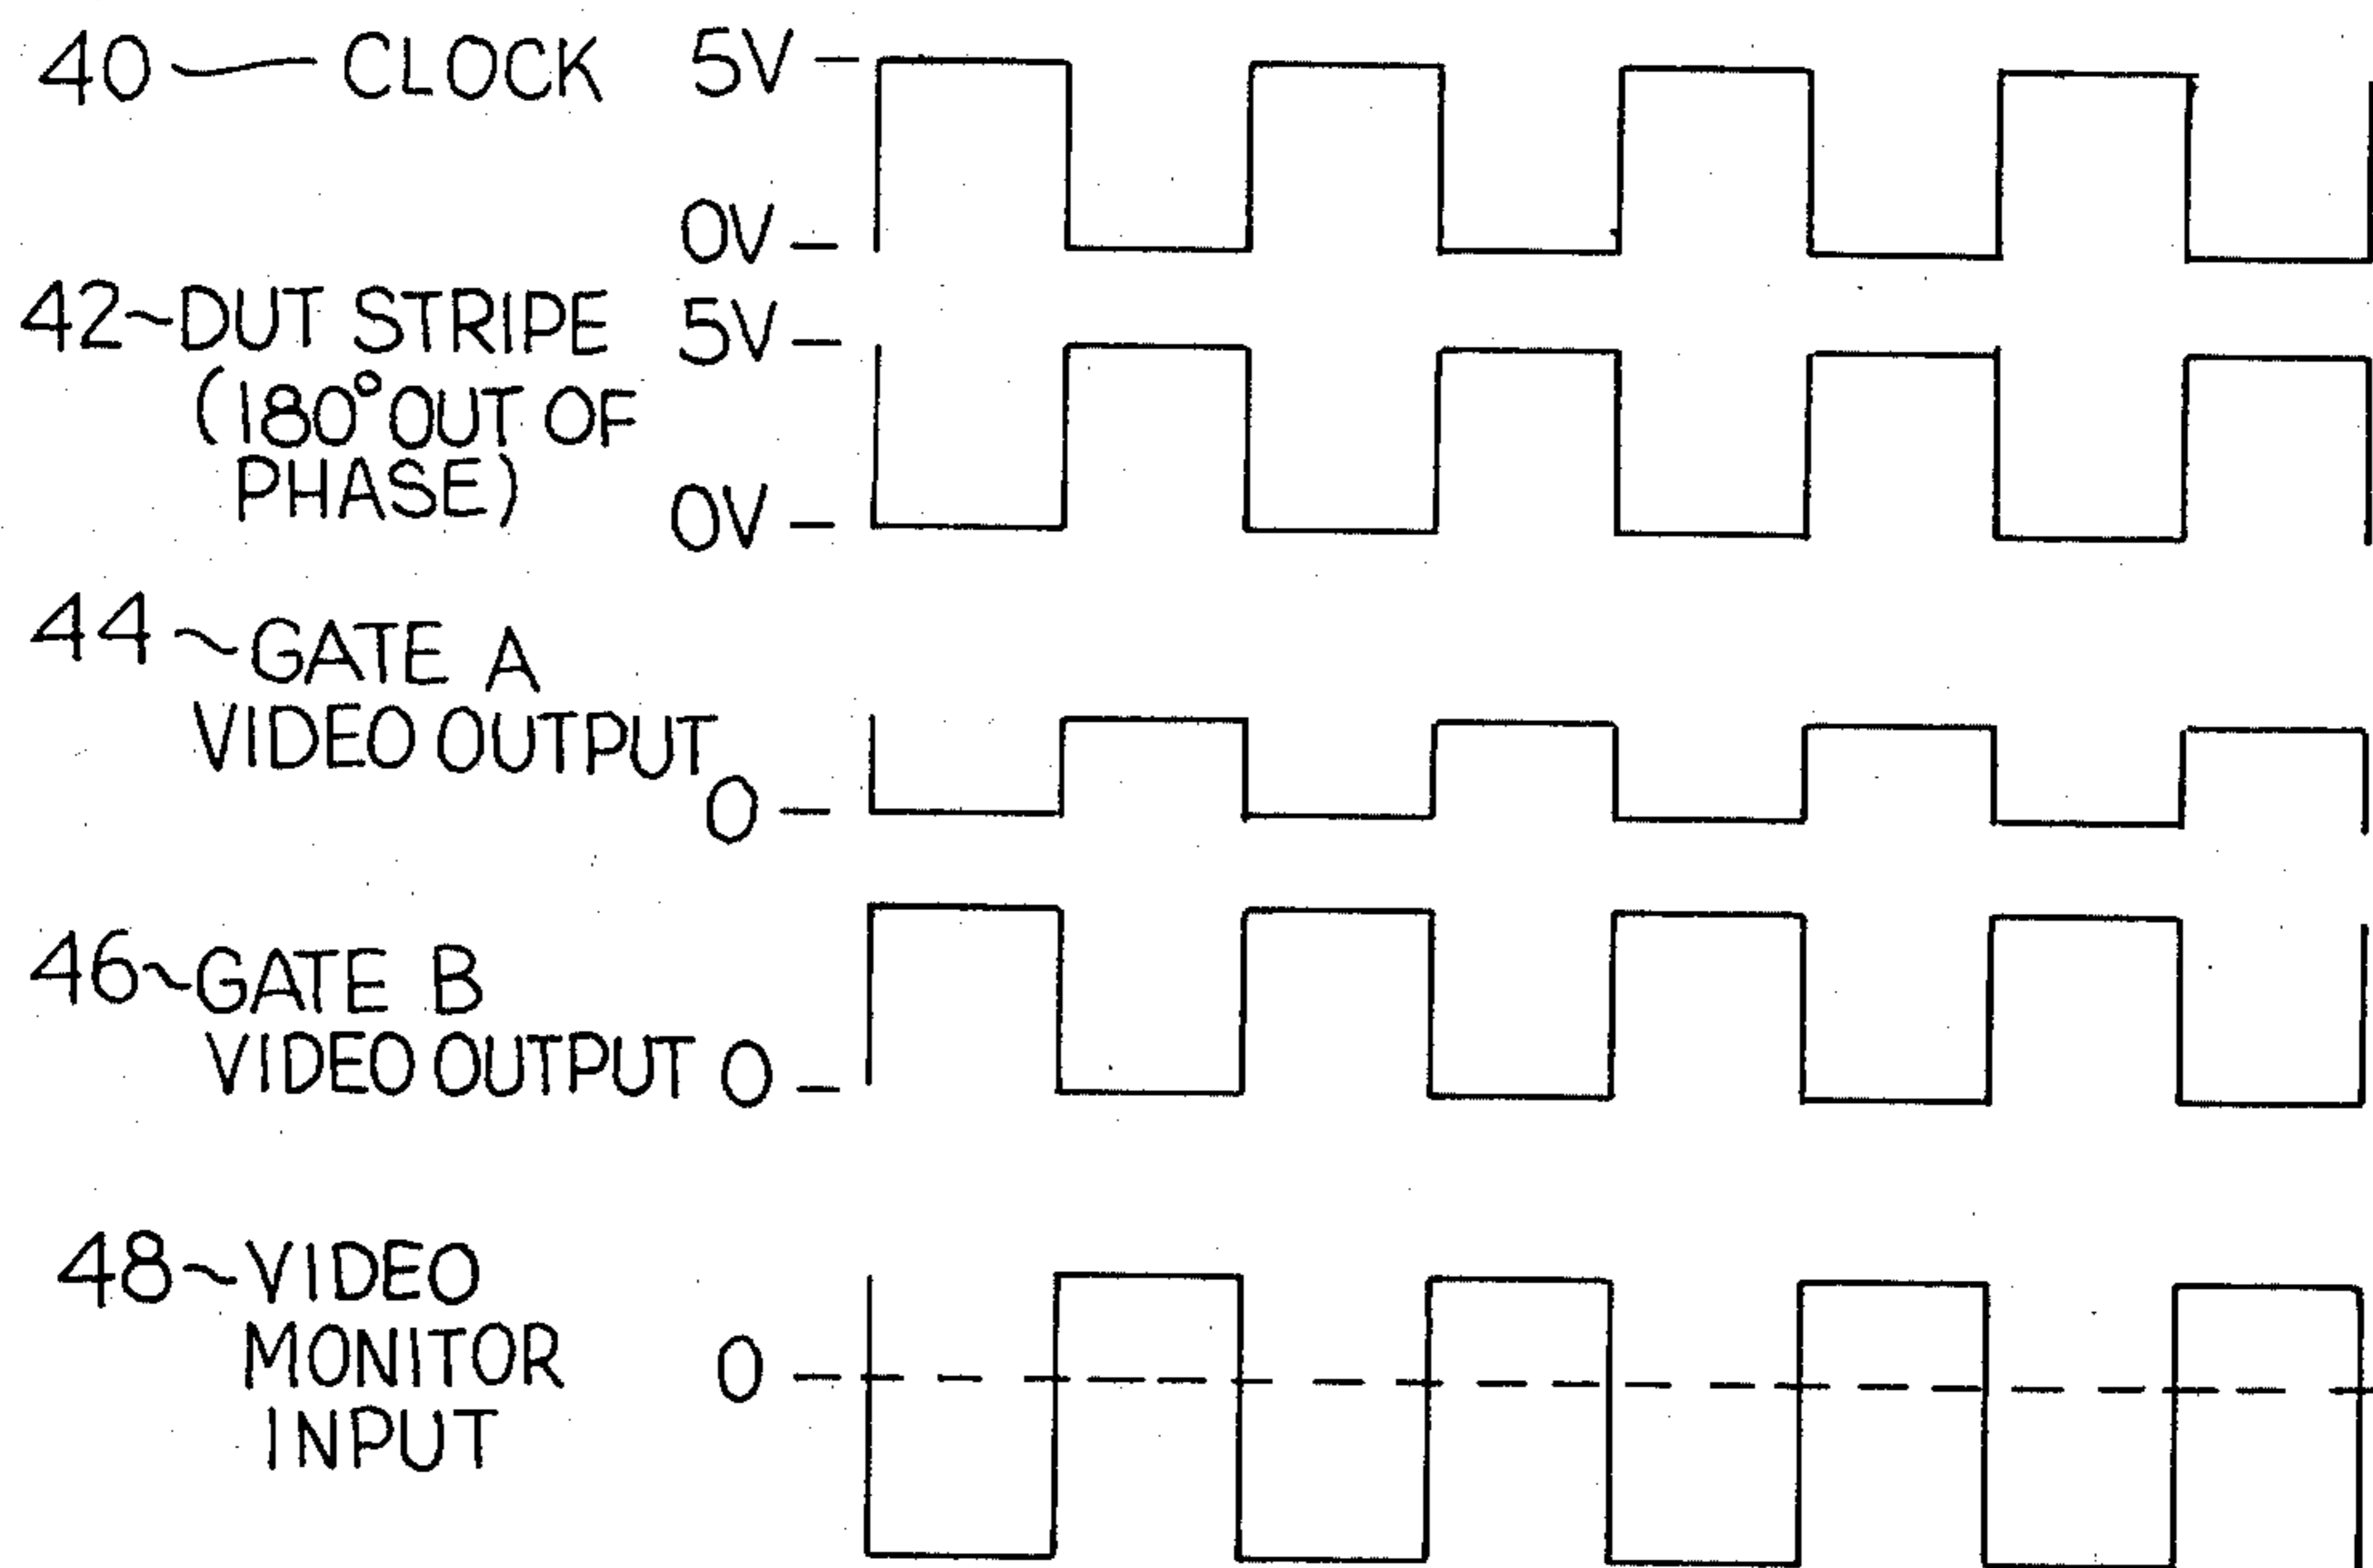 40 CLOCK 5V
0V
42 DUT STRIPE 5V
(180° OUT OF
PHASE)
0V
44 GATE A
VIDEO OUTPUT
0
46 GATE B
VIDEO OUTPUT 0
48 VIDEO
MONITOR 0
INPUT